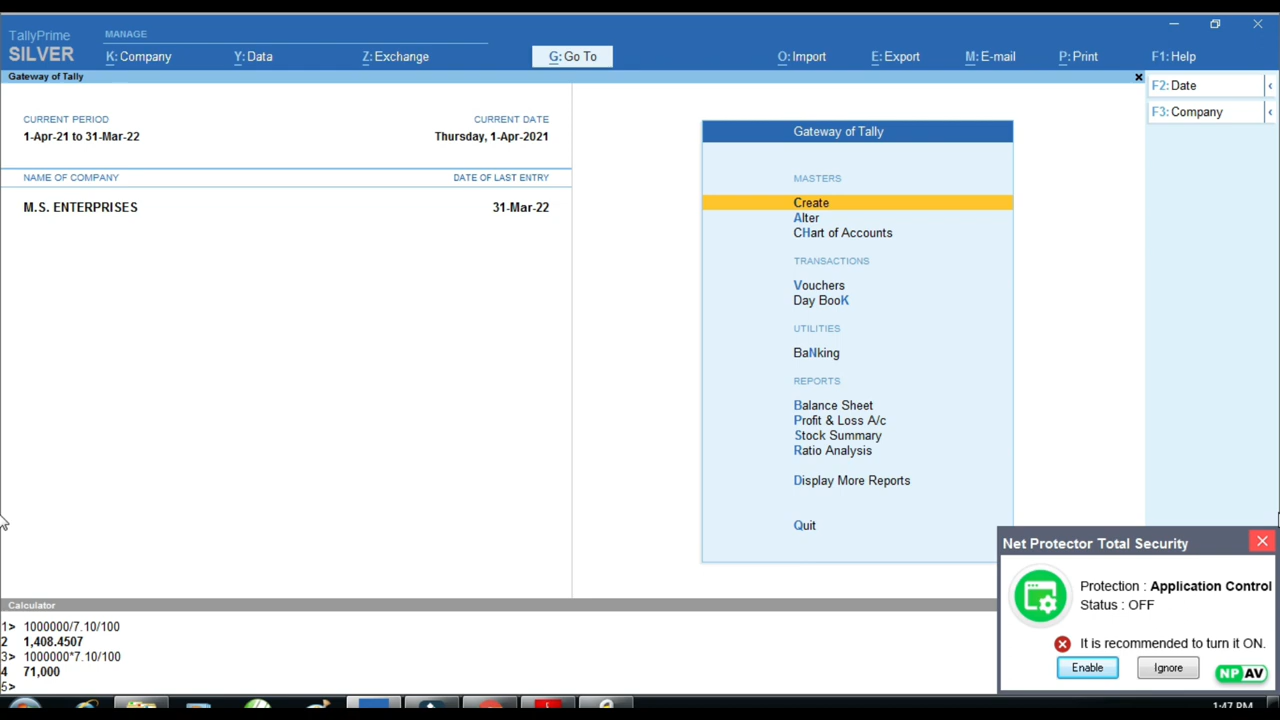 TallyPrime
SILVER
MANAGE
K: Company
Y: Data
Z: Exchange
G: Go To
O: Import
E: Export
M: E-mail
P: Print
F1: Help
Gateway of Tally
F2: Date
F3: Company
CURRENT PERIOD
CURRENT DATE
1-Apr-21 to 31-Mar-22
Thursday, 1-Apr-2021
NAME OF COMPANY
DATE OF LAST ENTRY
M.S. ENTERPRISES
31-Mar-22
Gateway of Tally
MASTERS
Create
Alter
CHart of Accounts
TRANSACTIONS
Vouchers
Day BooK
UTILITIES
BaNking
REPORTS
Balance Sheet
Profit & Loss A/c
Stock Summary
Ratio Analysis
Display More Reports
Quit
Calculator
1> 1000000/7.10/100
2 1,408.4507
3> 1000000*7.10/100
4 71,000
5>
Net Protector Total Security
Protection : Application Control
Status : OFF
It is recommended to turn it ON.
Enable
Ignore
NP AV
1:47 PM